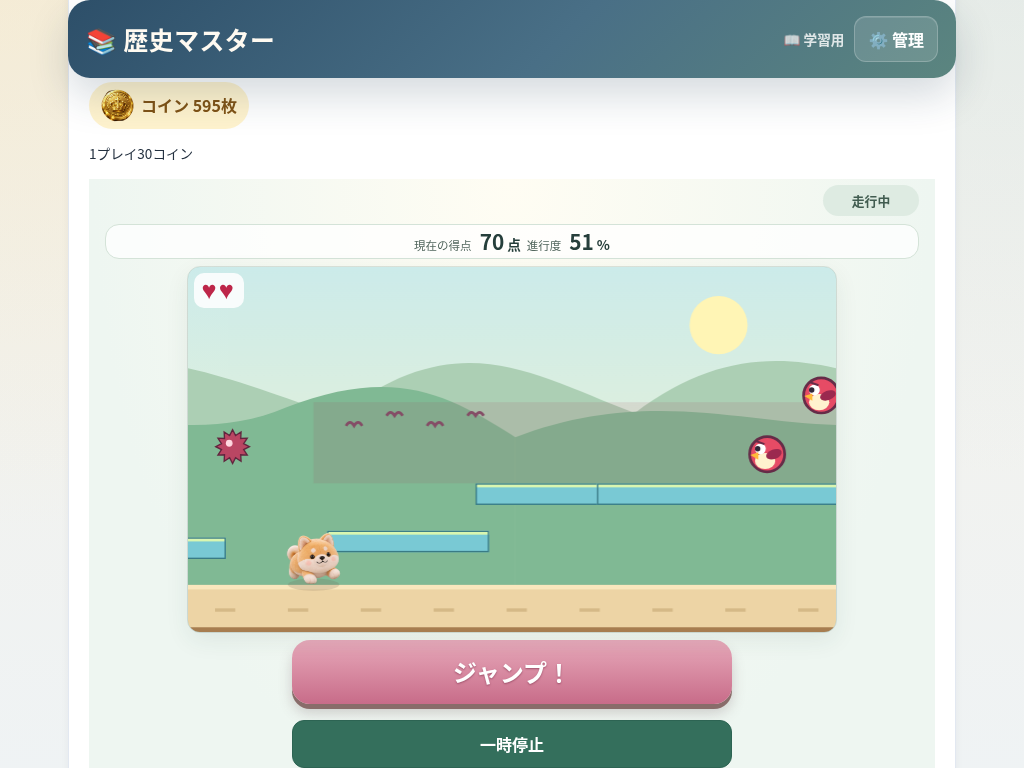 歴史マスター
学習用
管理
コイン 595枚
1プレイ30コイン
走行中
現在の得点 70 点 進行度 51 %
ジャンプ！
一時停止